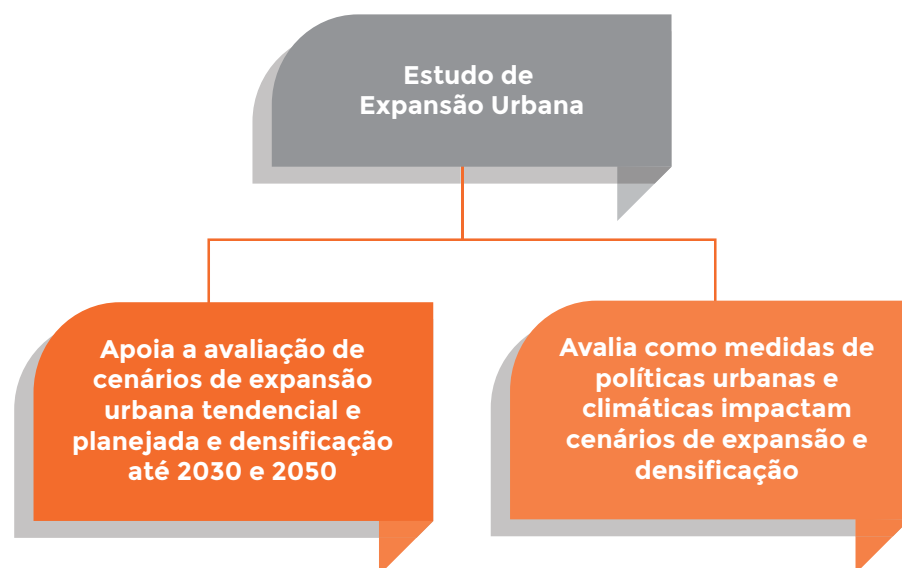 Estudo de
Expansão Urbana
Apoia a avaliação de
cenários de expansão
urbana tendencial e
planejada e densificação
até 2030 e 2050
Avalia como medidas de
políticas urbanas e
climáticas impactam
cenários de expansão e
densificação